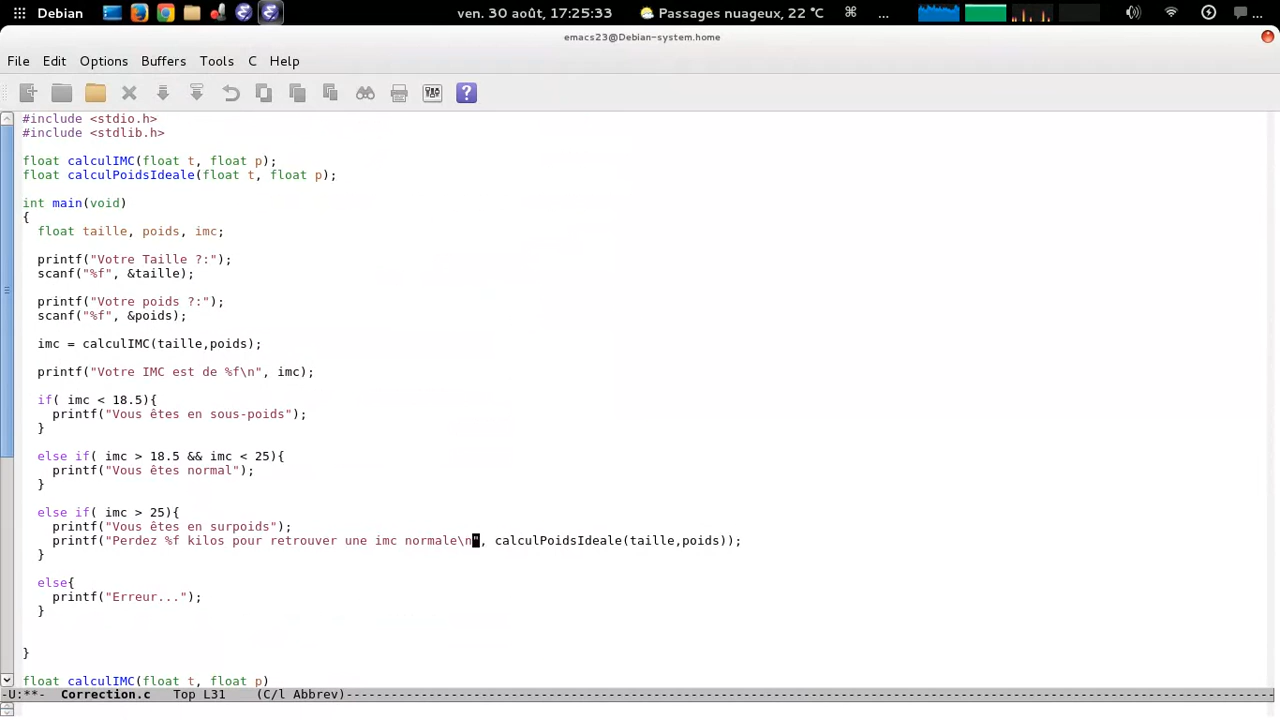 Debian
ven. 30 août, 17:25:33
Passages nuageux, 22 °C
...
...
emacs23@Debian-system.home
File Edit Options Buffers Tools C Help
#include <stdio.h>
#include <stdlib.h>
float calculIMC(float t, float p);
float calculPoidsIdeale(float t, float p);
int main(void)
{
float taille, poids, imc;
printf("Votre Taille ?:");
scanf("%f", &taille);
printf("Votre poids ?:");
scanf("%f", &poids);
imc = calculIMC(taille,poids);
printf("Votre IMC est de %f\n", imc);
if( imc < 18.5){
printf("Vous êtes en sous-poids");
}
else if( imc > 18.5 && imc < 25){
printf("Vous êtes normal");
}
else if( imc > 25){
printf("Vous êtes en surpoids");
printf("Perdez %f kilos pour retrouver une imc normale\n", calculPoidsIdeale(taille,poids));
}
else{
printf("Erreur...");
}
}
float calculIMC(float t, float p)
-U:**- Correction.c Top L31 (C/l Abbrev)